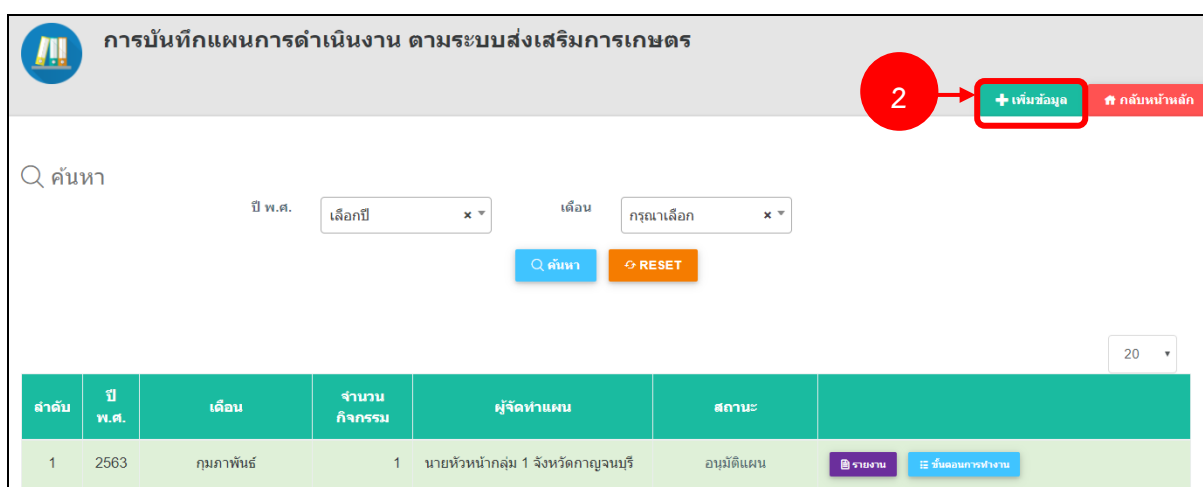 การบันทึกแผนการดำเนินงาน ตามระบบส่งเสริมการเกษตร
2
เพิ่มข้อมูล
กลับหน้าหลัก
ค้นหา
ปี พ.ศ.
เลือกปี
เดือน
กรุณาเลือก
ค้นหา
RESET
20
ลำดับ
ปี
พ.ศ.
เดือน
จำนวน
กิจกรรม
ผู้จัดทำแผน
สถานะ
1
2563
กุมภาพันธ์
1
นายหัวหน้ากลุ่ม 1 จังหวัดกาญจนบุรี
อนุมัติแผน
รายงาน
ขั้นตอนการทำงาน